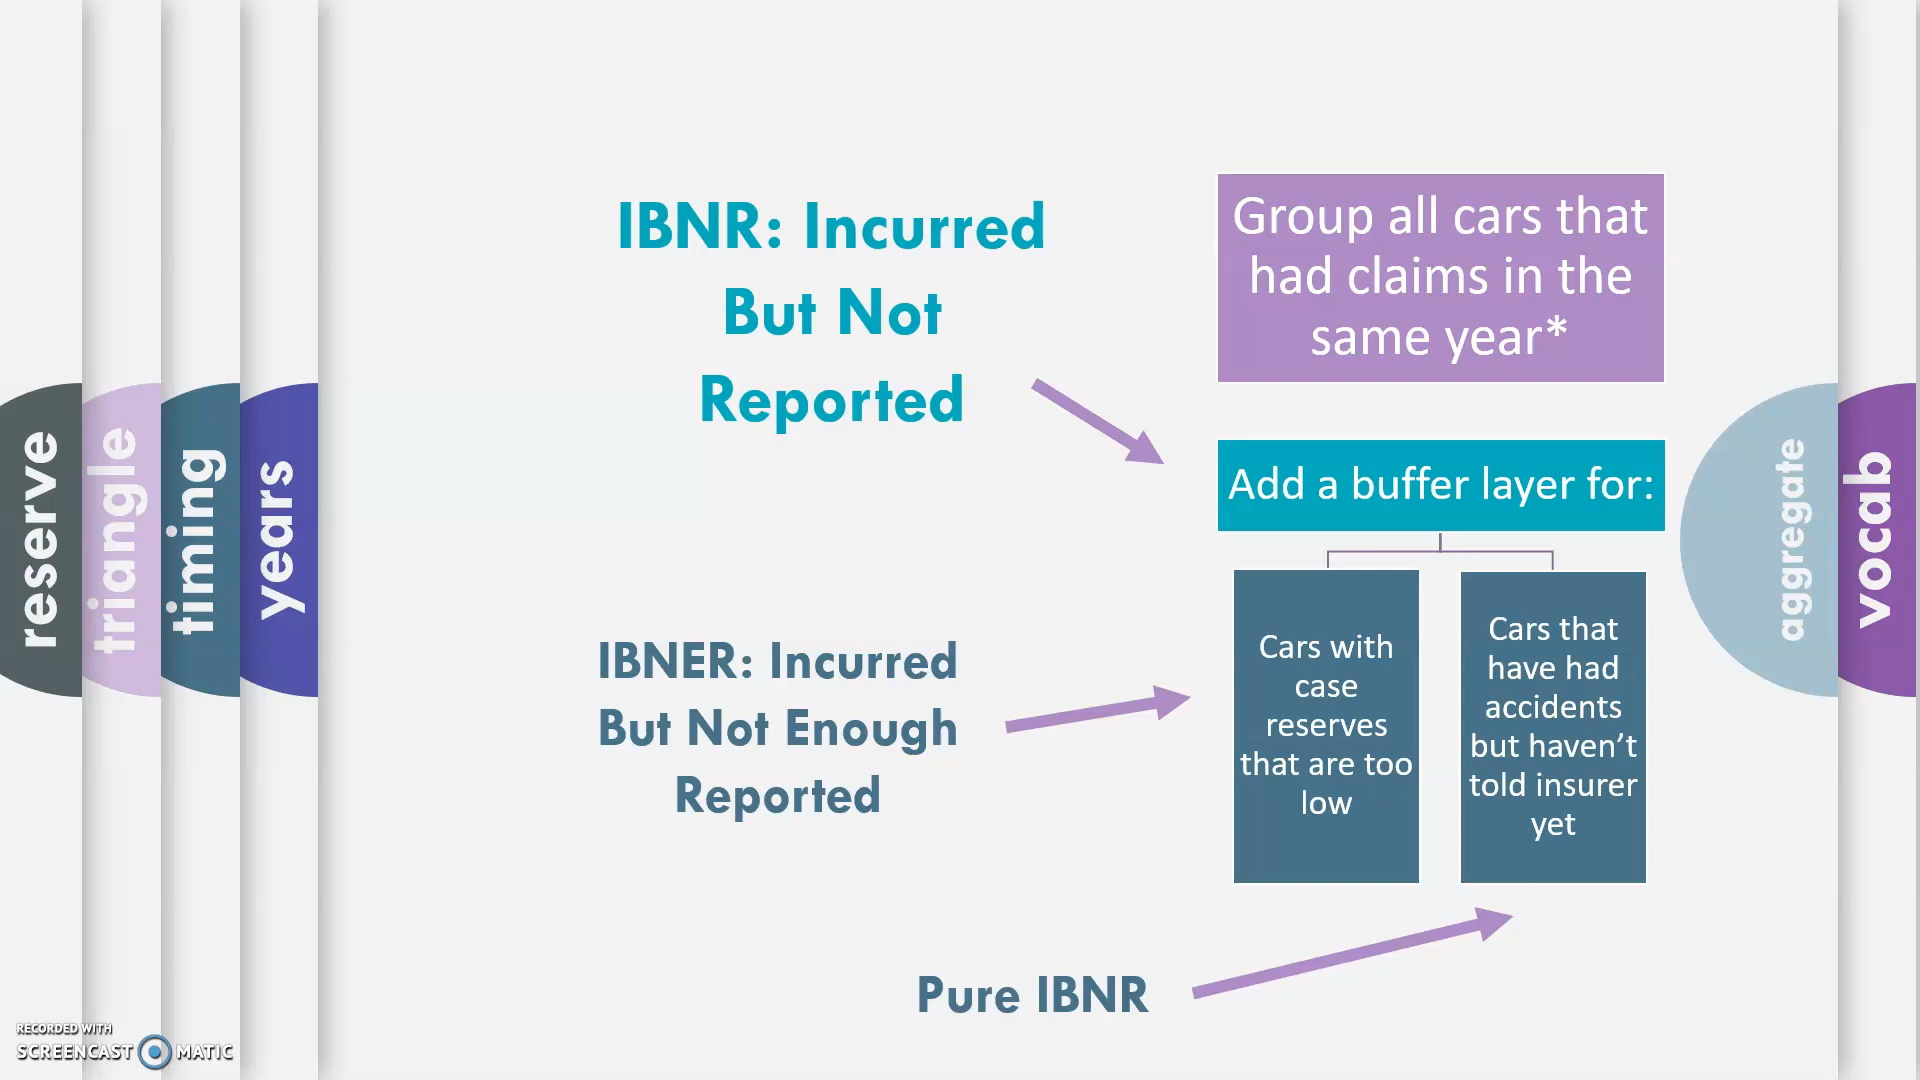 reserve
triangle
timing
years
IBNR: Incurred
But Not
Reported
IBNER: Incurred
But Not Enough
Reported
Pure IBNR
Group all cars that
had claims in the
same year*
Add a buffer layer for:
Cars with
case
reserves
that are too
low
Cars that
have had
accidents
but haven’t
told insurer
yet
aggregate
vocab
RECORDED WITH
SCREENCAST MATIC